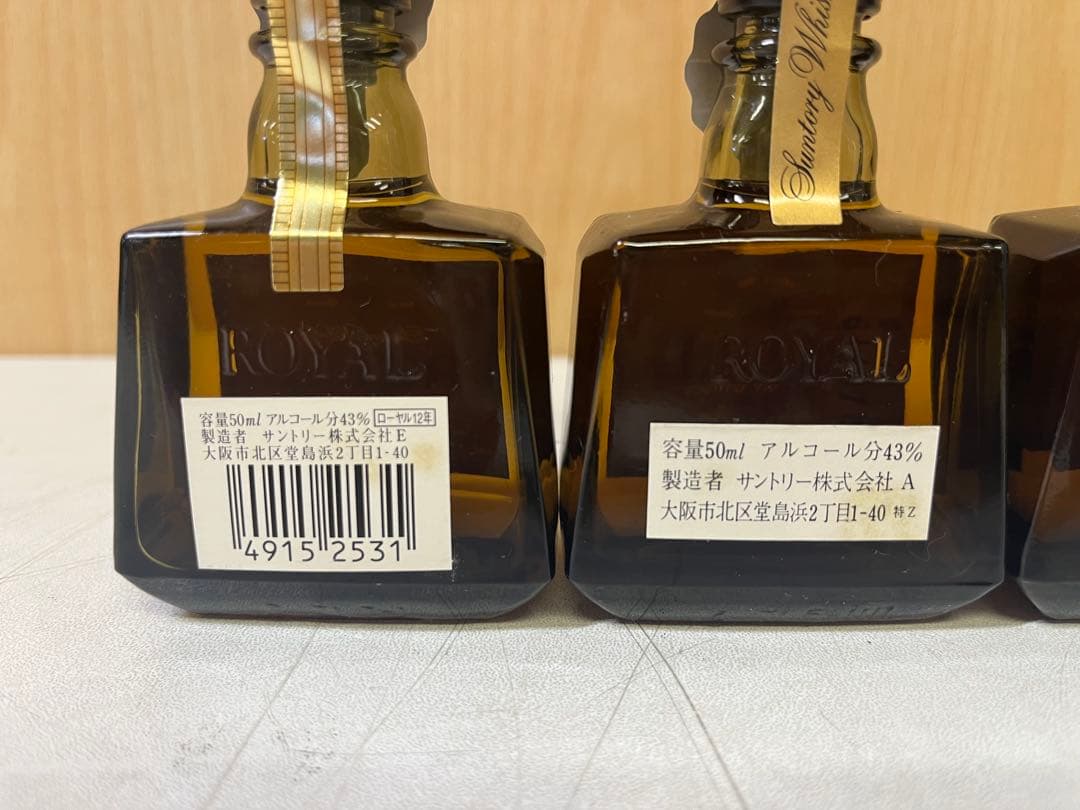 ROYAL
容量50ml アルコール分43% ローヤル12年
製造者 サントリー株式会社E
大阪市北区堂島浜2丁目1-40
4915 2531
Suntory Whis
ROYAL
容量50ml アルコール分43%
製造者 サントリー株式会社 A
大阪市北区堂島浜2丁目1-40 特Z